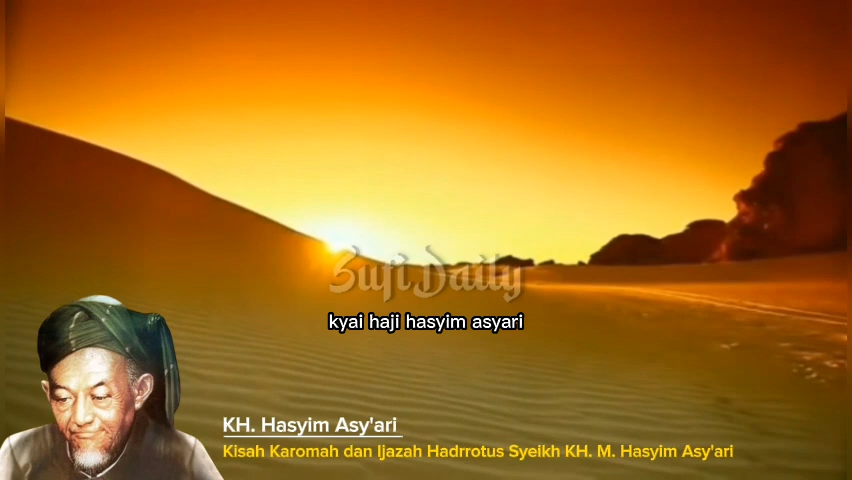 Sufi Daily
kyai haji hasyim asyari
KH. Hasyim Asy'ari
Kisah Karomah dan Ijazah Hadrrotus Syeikh KH. M. Hasyim Asy'ari